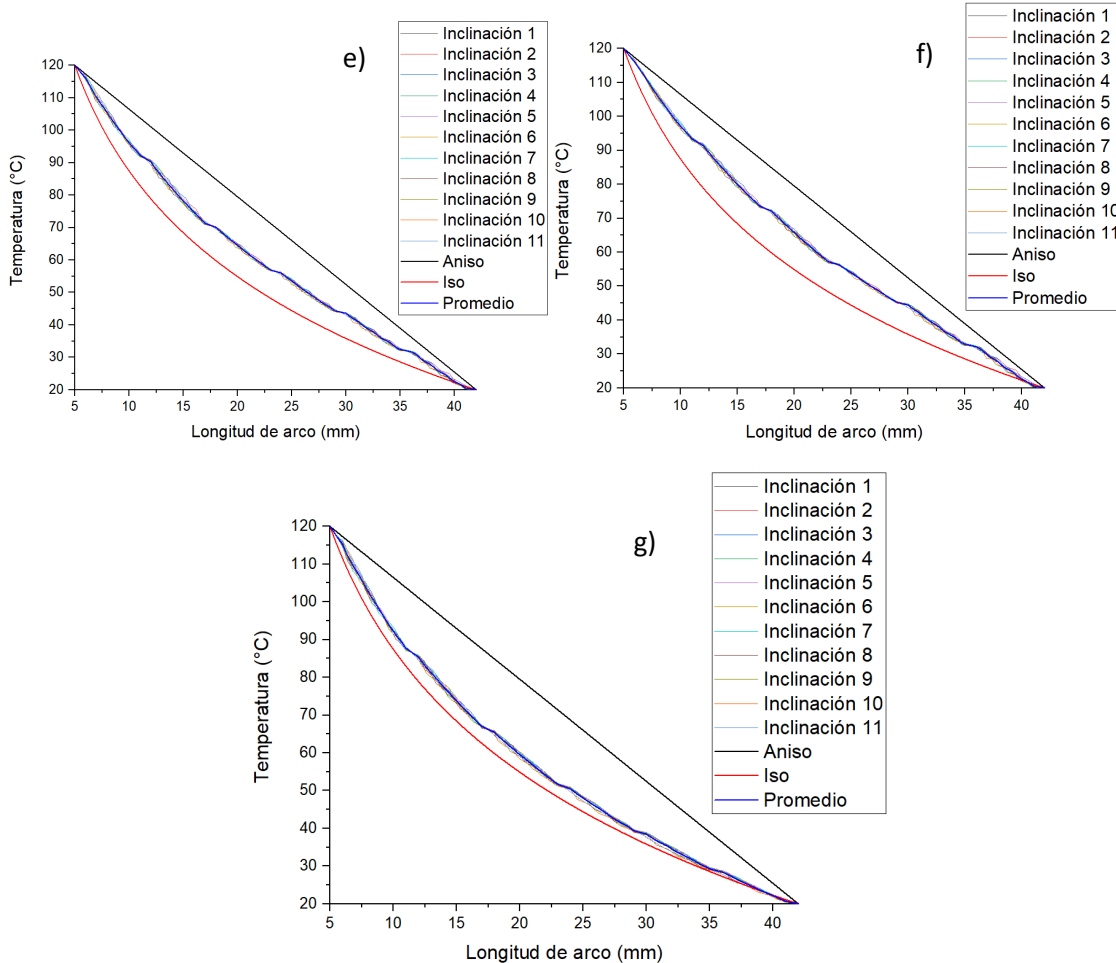 e)
Inclinación 1
Inclinación 2
Inclinación 3
Inclinación 4
Inclinación 5
Inclinación 6
Inclinación 7
Inclinación 8
Inclinación 9
Inclinación 10
Inclinación 11
Aniso
Iso
Promedio
120
110
100
90
80
70
60
50
40
30
20
Temperatura (°C)
5 10 15 20 25 30 35 40
Longitud de arco (mm)
f)
Inclinación 1
Inclinación 2
Inclinación 3
Inclinación 4
Inclinación 5
Inclinación 6
Inclinación 7
Inclinación 8
Inclinación 9
Inclinación 10
Inclinación 11
Aniso
Iso
Promedio
120
110
100
90
80
70
60
50
40
30
20
Temperatura (°C)
5 10 15 20 25 30 35 40
Longitud de arco (mm)
g)
Inclinación 1
Inclinación 2
Inclinación 3
Inclinación 4
Inclinación 5
Inclinación 6
Inclinación 7
Inclinación 8
Inclinación 9
Inclinación 10
Inclinación 11
Aniso
Iso
Promedio
120
110
100
90
80
70
60
50
40
30
20
Temperatura (°C)
5 10 15 20 25 30 35 40
Longitud de arco (mm)